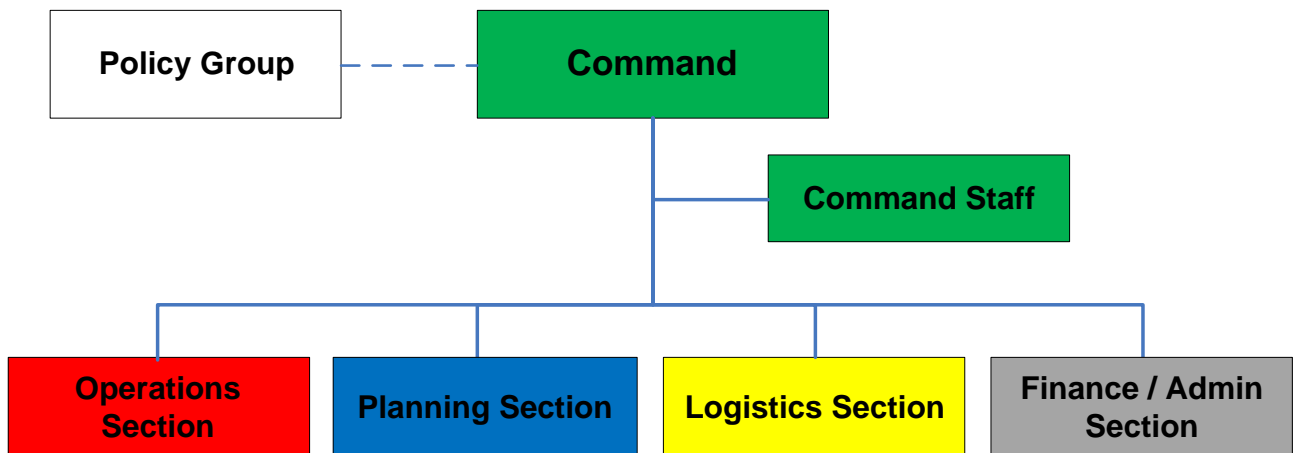 Policy Group
Command
Command Staff
Operations
Section
Planning Section
Logistics Section
Finance / Admin
Section